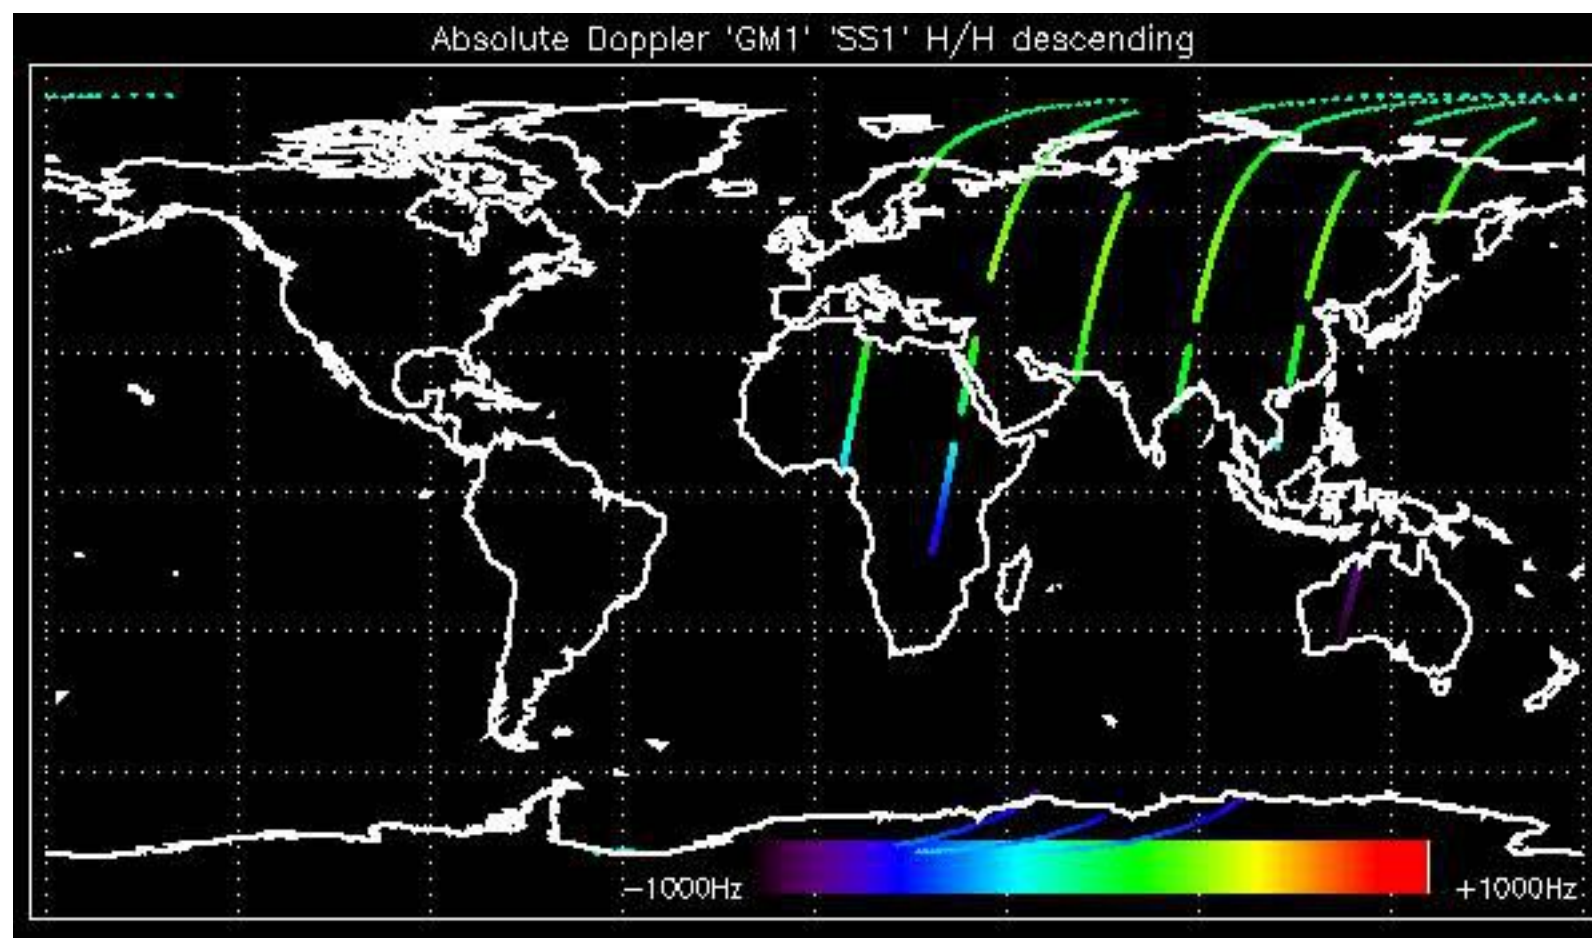 Absolute Doppler 'GM1' 'SS1' H/H descending
-1000Hz +1000Hz